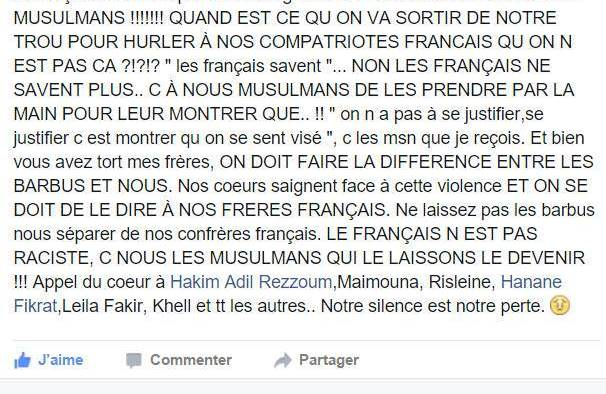 MUSULMANS !!!!!!! QUAND EST CE QU ON VA SORTIR DE NOTRE
TROU POUR HURLER À NOS COMPATRIOTES FRANCAIS QU ON N
EST PAS CA ?!?!? " les français savent "... NON LES FRANÇAIS NE
SAVENT PLUS.. C À NOUS MUSULMANS DE LES PRENDRE PAR LA
MAIN POUR LEUR MONTRER QUE.. !! " on n a pas à se justifier,se
justifier c est montrer qu on se sent visé ", c les msn que je reçois. Et bien
vous avez tort mes frères, ON DOIT FAIRE LA DIFFERENCE ENTRE LES
BARBUS ET NOUS. Nos coeurs saignent face à cette violence ET ON SE
DOIT DE LE DIRE À NOS FRERES FRANÇAIS. Ne laissez pas les barbus
nous séparer de nos confrères français. LE FRANÇAIS N EST PAS
RACISTE, C NOUS LES MUSULMANS QUI LE LAISSONS LE DEVENIR
!!! Appel du coeur à Hakim Adil Rezzoum,Maimouna, Risleine, Hanane
Fikrat,Leila Fakir, Khell et tt les autres.. Notre silence est notre perte.
J'aime Commenter Partager